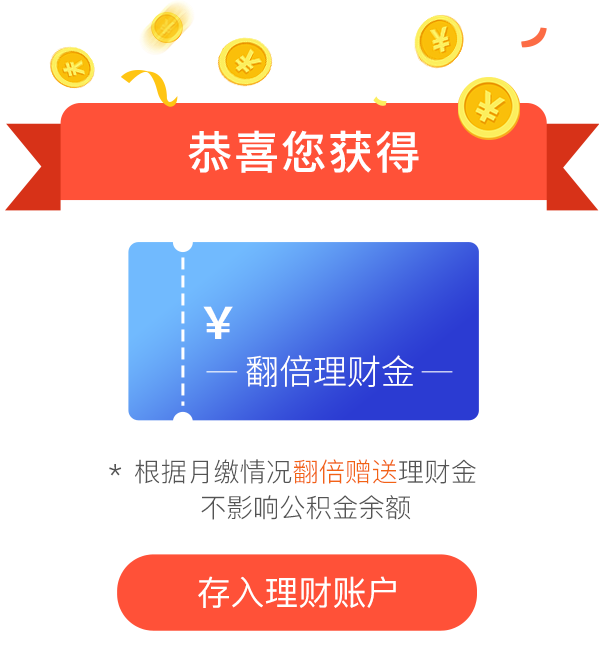 恭喜您获得
¥
翻倍理财金
* 根据月缴情况翻倍赠送理财金
不影响公积金余额
存入理财账户